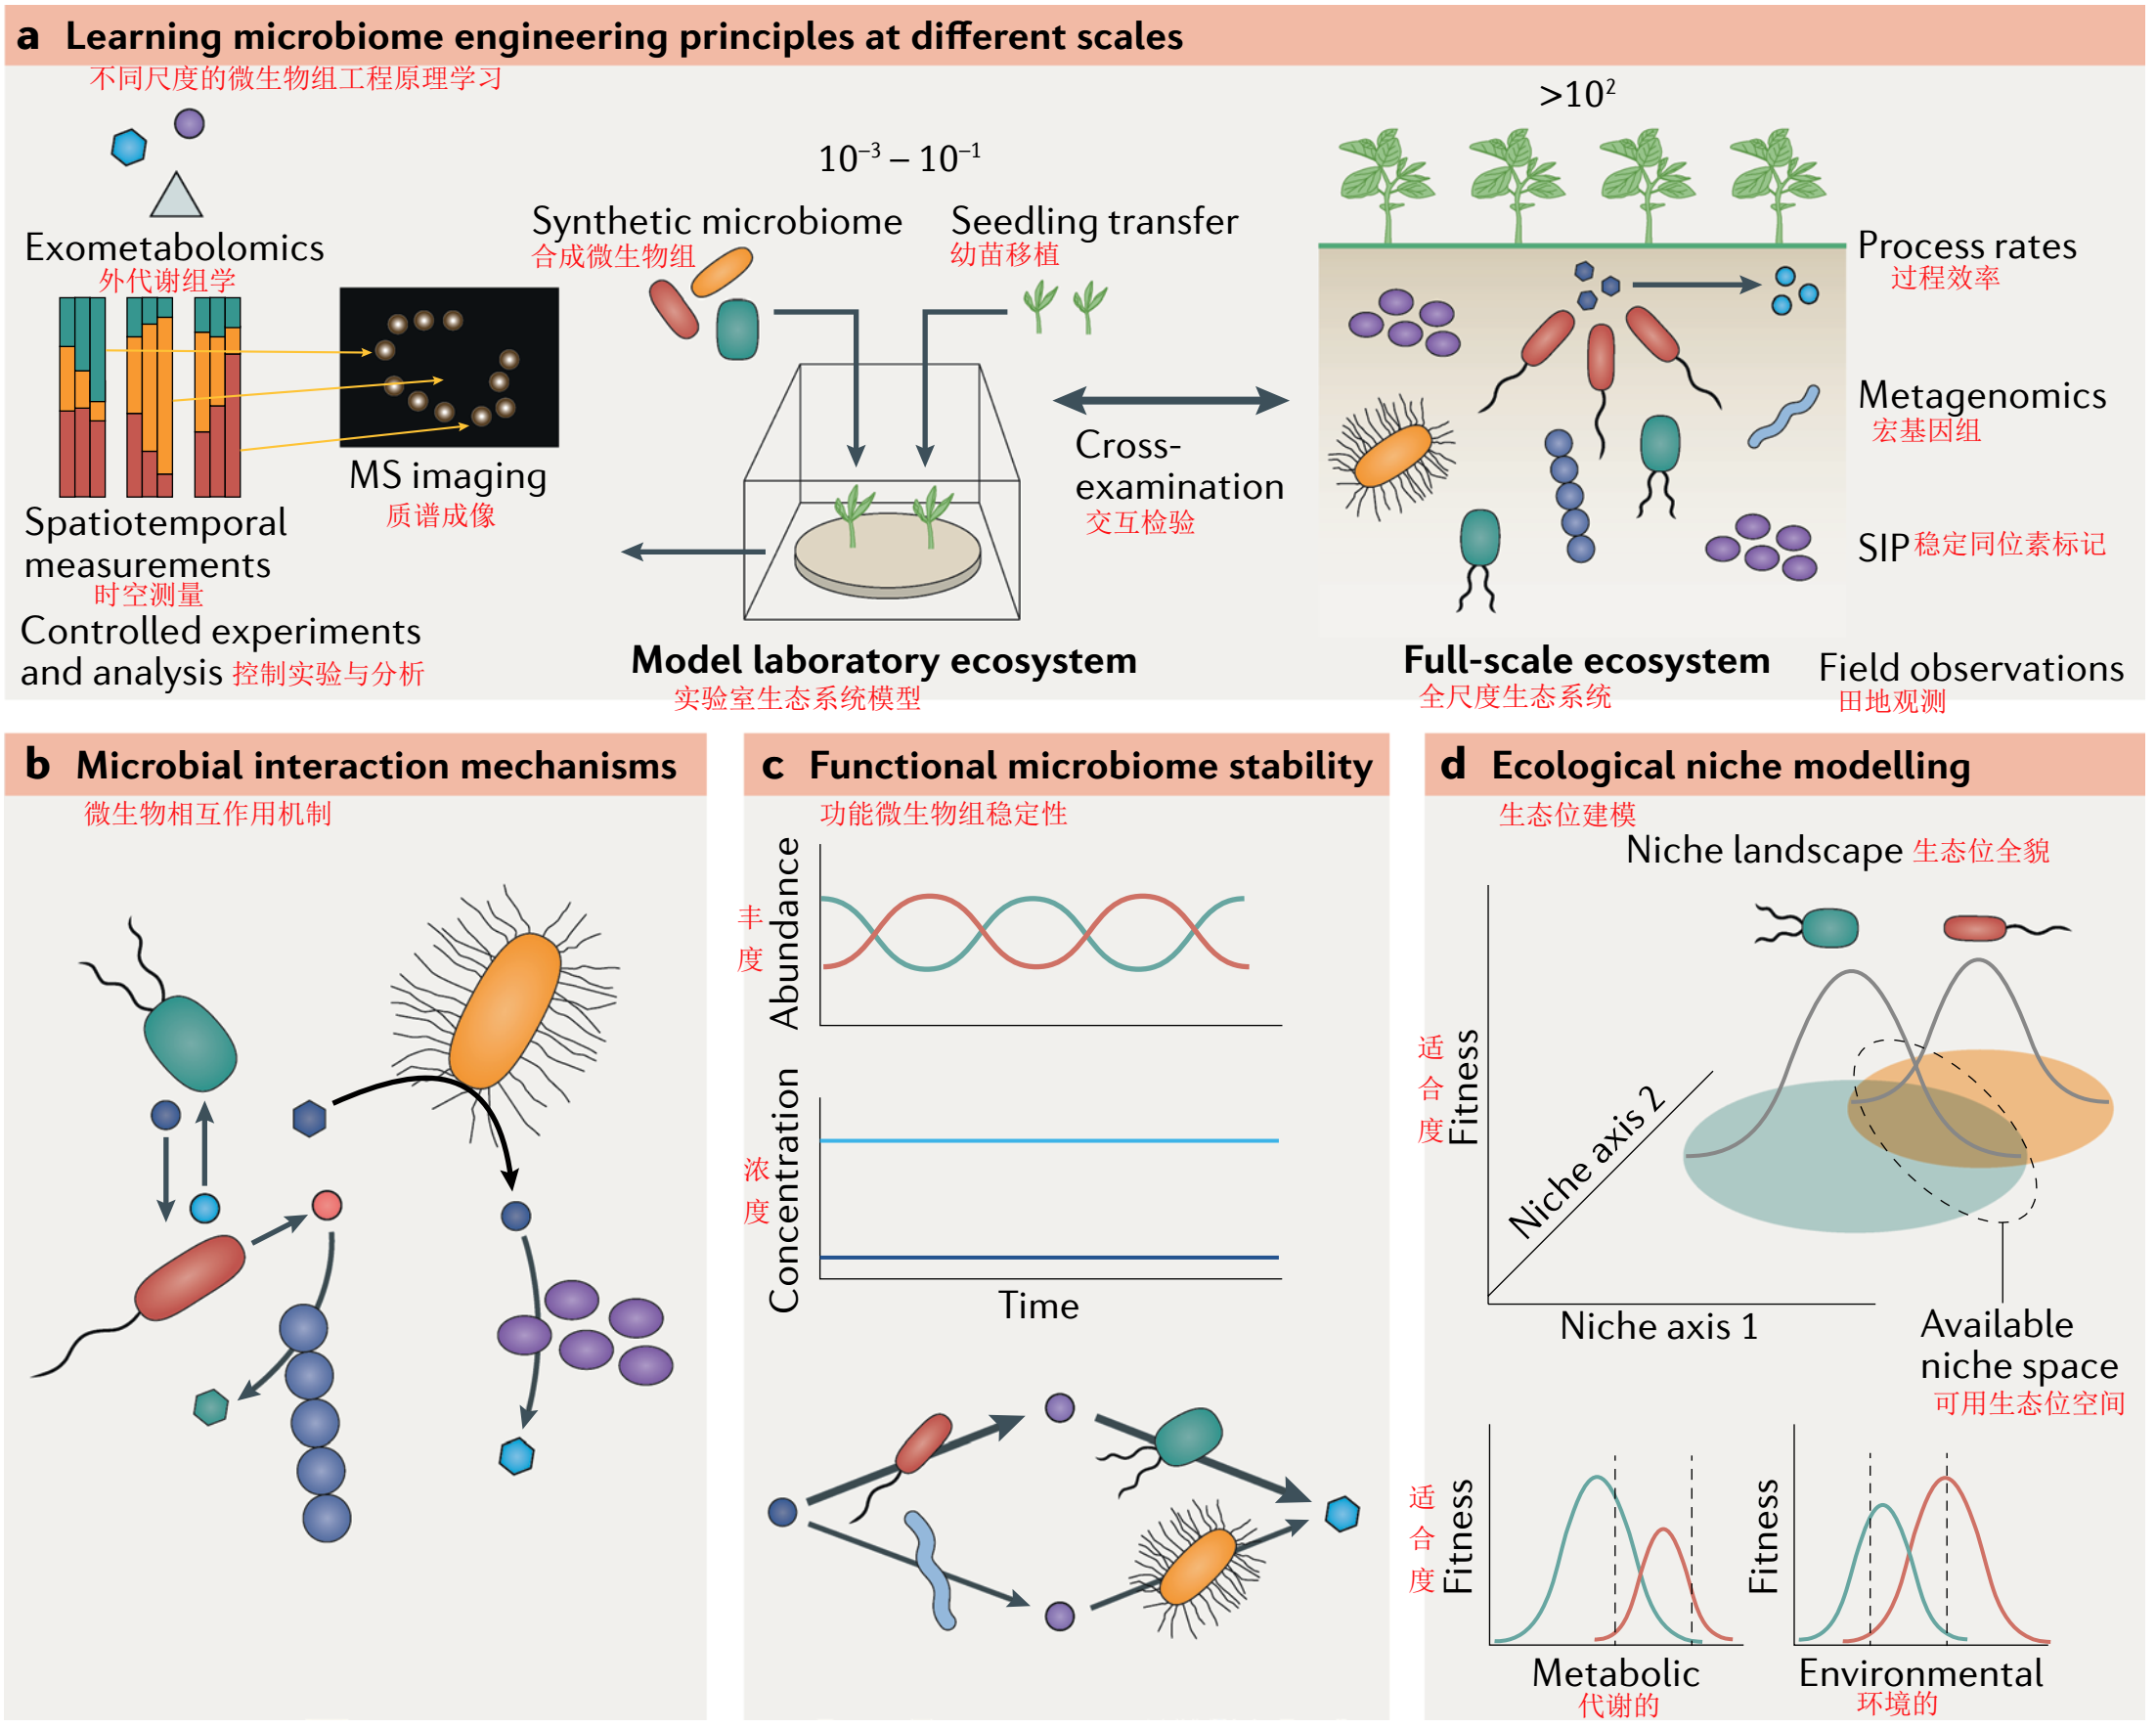 a Learning microbiome engineering principles at different scales
不同尺度的微生物组工程原理学习
Exometabolomics
外代谢组学
MS imaging
质谱成像
Spatiotemporal
measurements
时空测量
Controlled experiments
and analysis 控制实验与分析
10⁻³ – 10⁻¹
Synthetic microbiome
合成微生物组
Seedling transfer
幼苗移植
Cross-
examination
交互检验
Model laboratory ecosystem
实验室生态系统模型
>10²
Process rates
过程效率
Metagenomics
宏基因组
SIP 稳定同位素标记
Full-scale ecosystem
全尺度生态系统
Field observations
田地观测
b Microbial interaction mechanisms
微生物相互作用机制
c Functional microbiome stability
功能微生物组稳定性
丰度
Abundance
浓度
Concentration
Time
d Ecological niche modelling
生态位建模
Niche landscape 生态位全貌
适合度
Fitness
Niche axis 2
Niche axis 1
Available
niche space
可用生态位空间
适合度
Fitness
Metabolic
代谢的
Fitness
Environmental
环境的